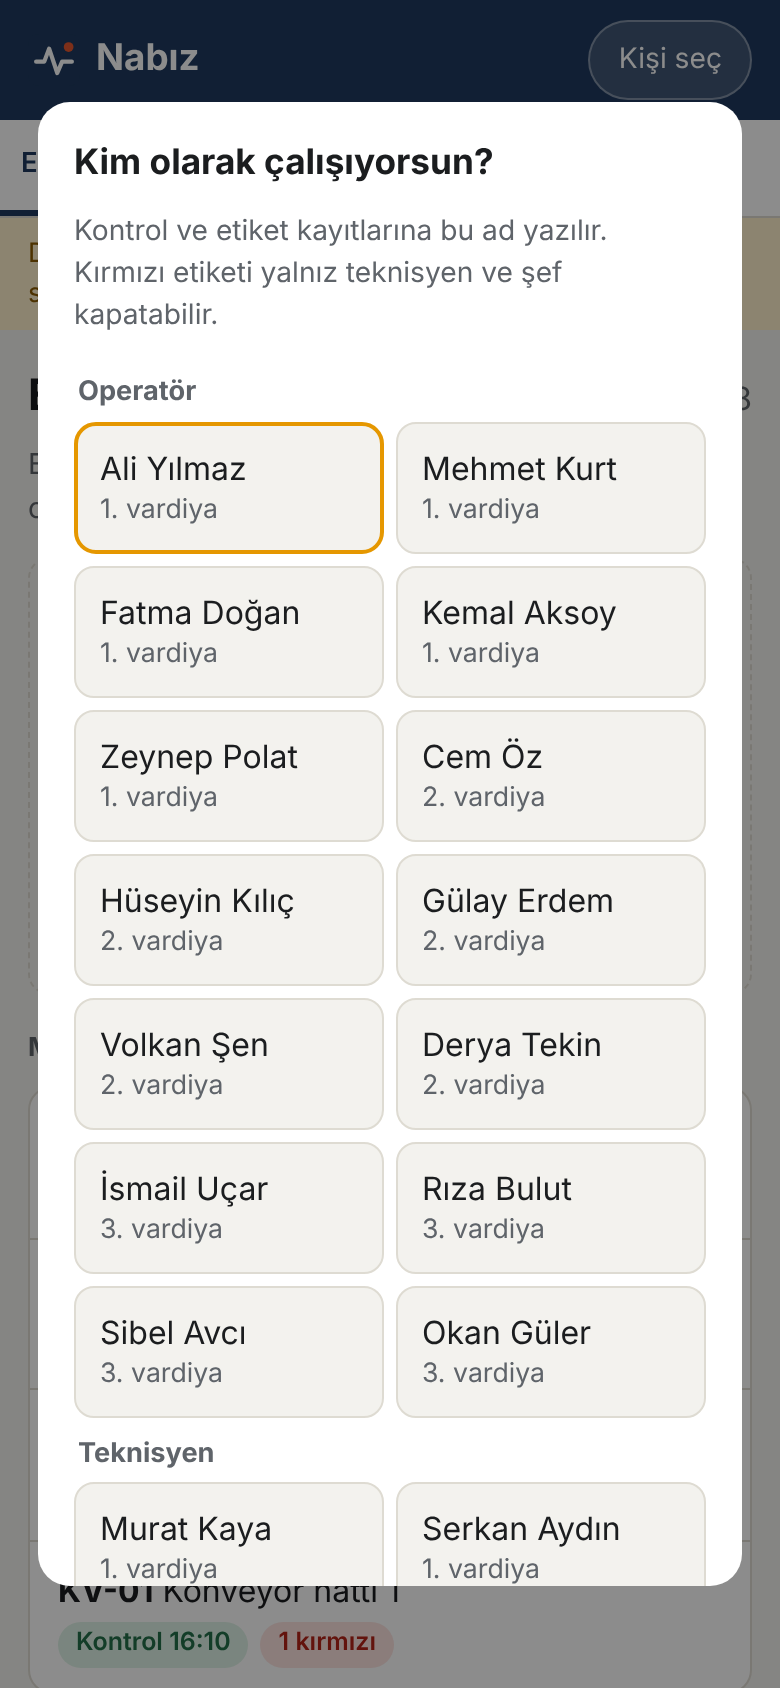 Nabız
Kişi seç
Kim olarak çalışıyorsun?
Kontrol ve etiket kayıtlarına bu ad yazılır.
Kırmızı etiketi yalnız teknisyen ve şef
kapatabilir.
Operatör
Ali Yılmaz
1. vardiya
Mehmet Kurt
1. vardiya
Fatma Doğan
1. vardiya
Kemal Aksoy
1. vardiya
Zeynep Polat
1. vardiya
Cem Öz
2. vardiya
Hüseyin Kılıç
2. vardiya
Gülay Erdem
2. vardiya
Volkan Şen
2. vardiya
Derya Tekin
2. vardiya
İsmail Uçar
3. vardiya
Rıza Bulut
3. vardiya
Sibel Avcı
3. vardiya
Okan Güler
3. vardiya
Teknisyen
Murat Kaya
1. vardiya
Serkan Aydın
1. vardiya
KV-01 Konveyör hattı 1
Kontrol 16:10
1 kırmızı